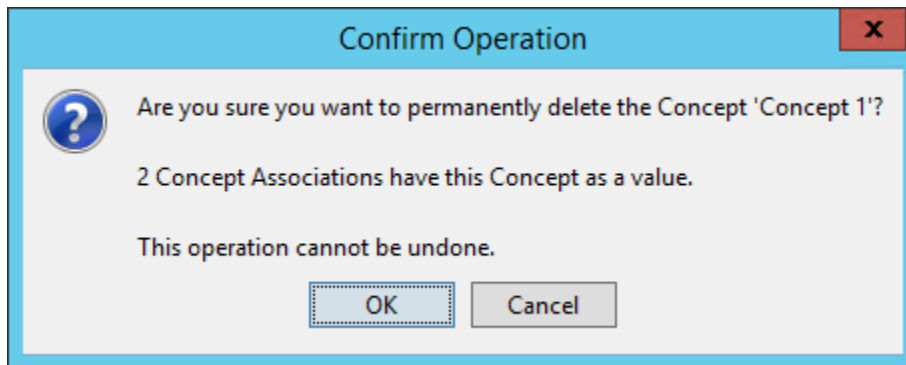 Confirm Operation
x
?
Are you sure you want to permanently delete the Concept 'Concept 1'?
2 Concept Associations have this Concept as a value.
This operation cannot be undone.
OK
Cancel